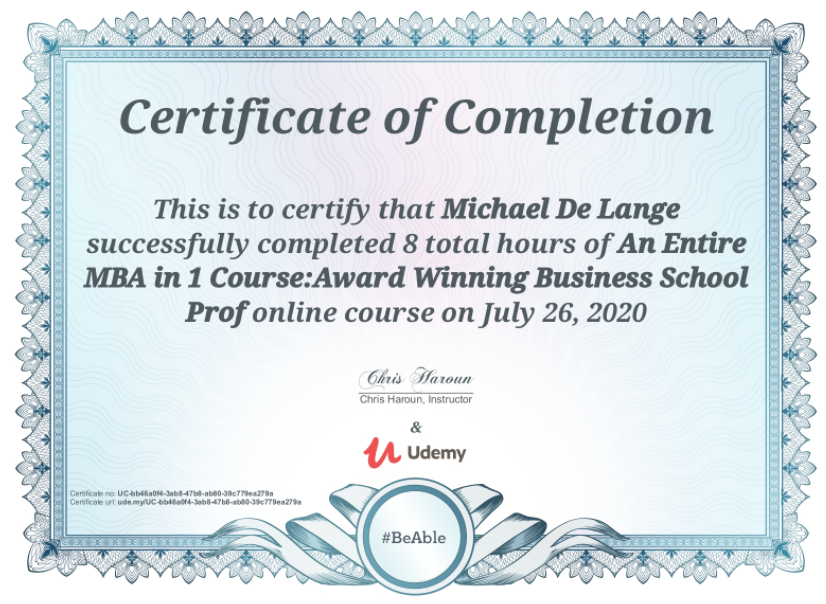 Certificate of Completion
This is to certify that Michael De Lange
successfully completed 8 total hours of An Entire
MBA in 1 Course:Award Winning Business School
Prof online course on July 26, 2020
Chris Haroun
Chris Haroun, Instructor
&
Udemy
Certificate no: UC-bb46a0f4-3ab8-47b8-ab80-39c779ea279a
Certificate url: ude.my/UC-bb46a0f4-3ab8-47b8-ab80-39c779ea279a
#BeAble